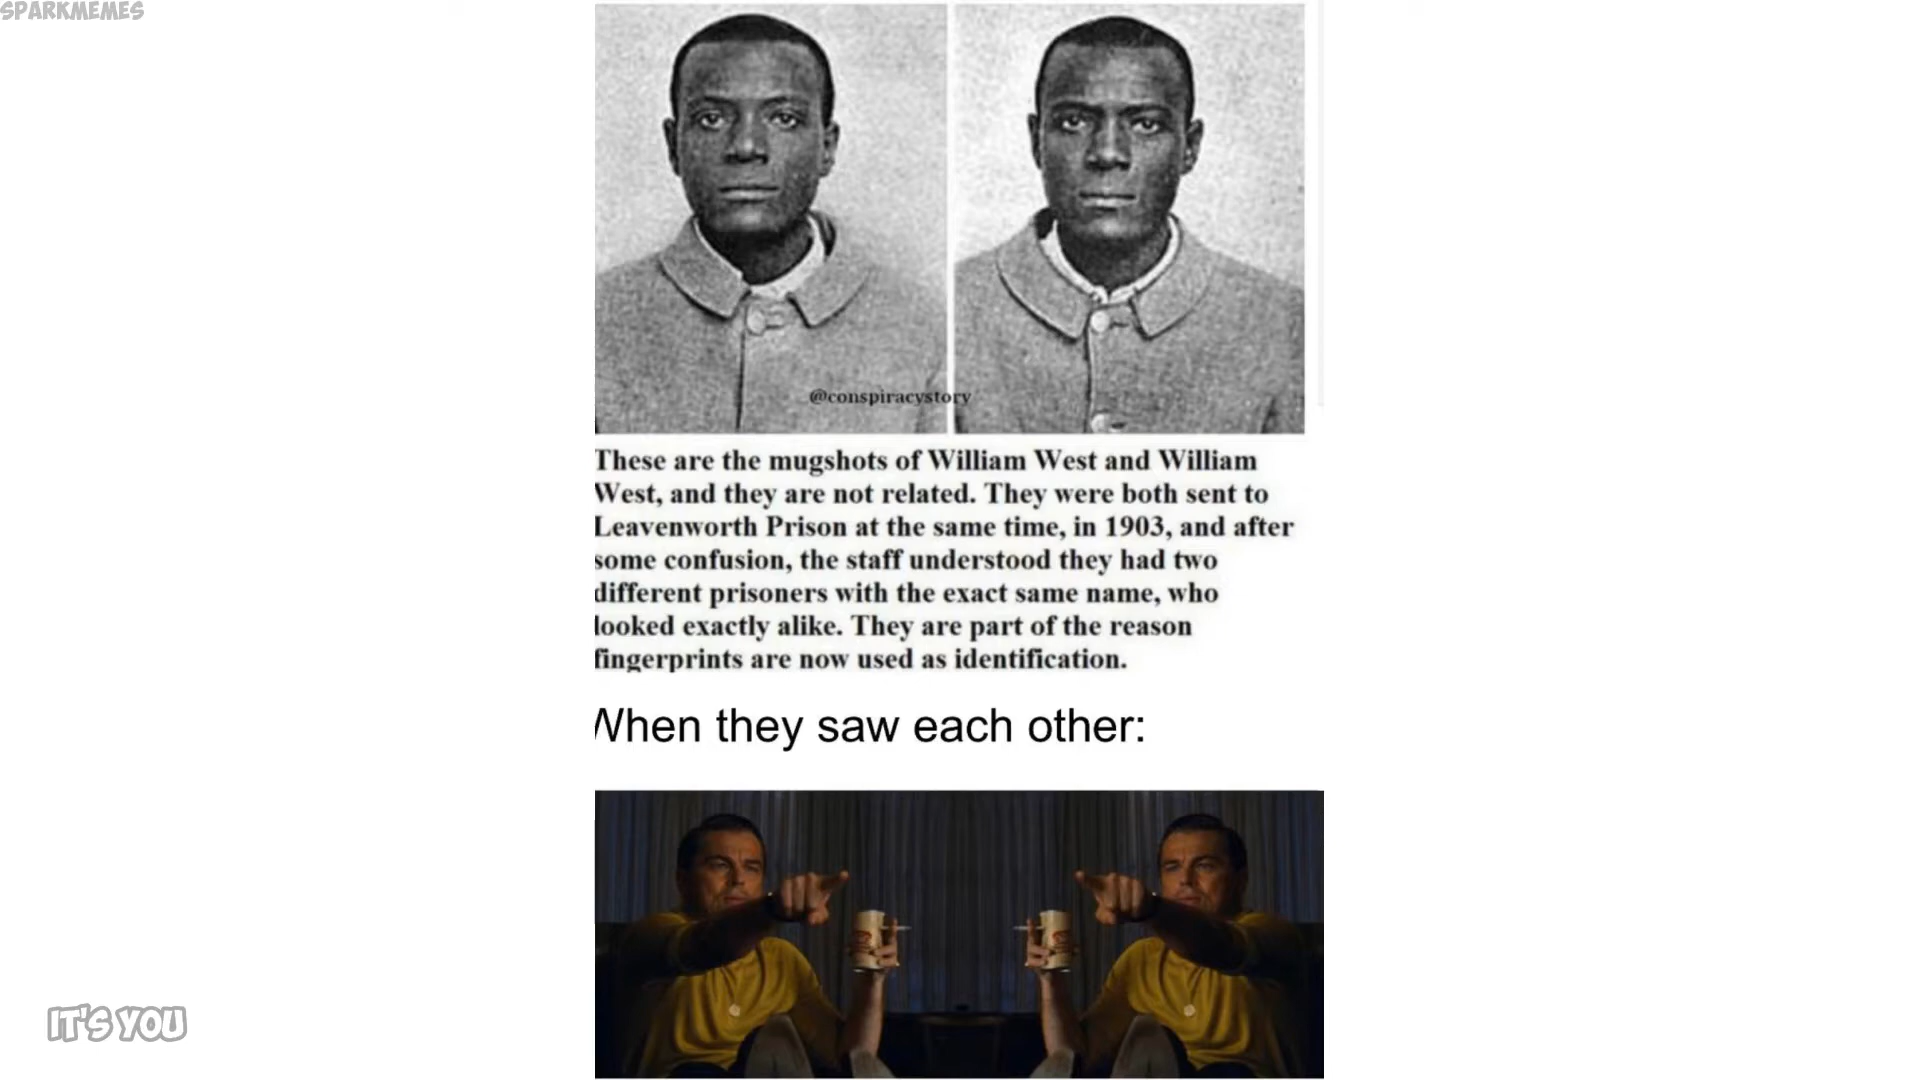 SPARKMEMES
@conspiracystory
These are the mugshots of William West and William
West, and they are not related. They were both sent to
Leavenworth Prison at the same time, in 1903, and after
some confusion, the staff understood they had two
different prisoners with the exact same name, who
looked exactly alike. They are part of the reason
fingerprints are now used as identification.
When they saw each other:
IT'S YOU